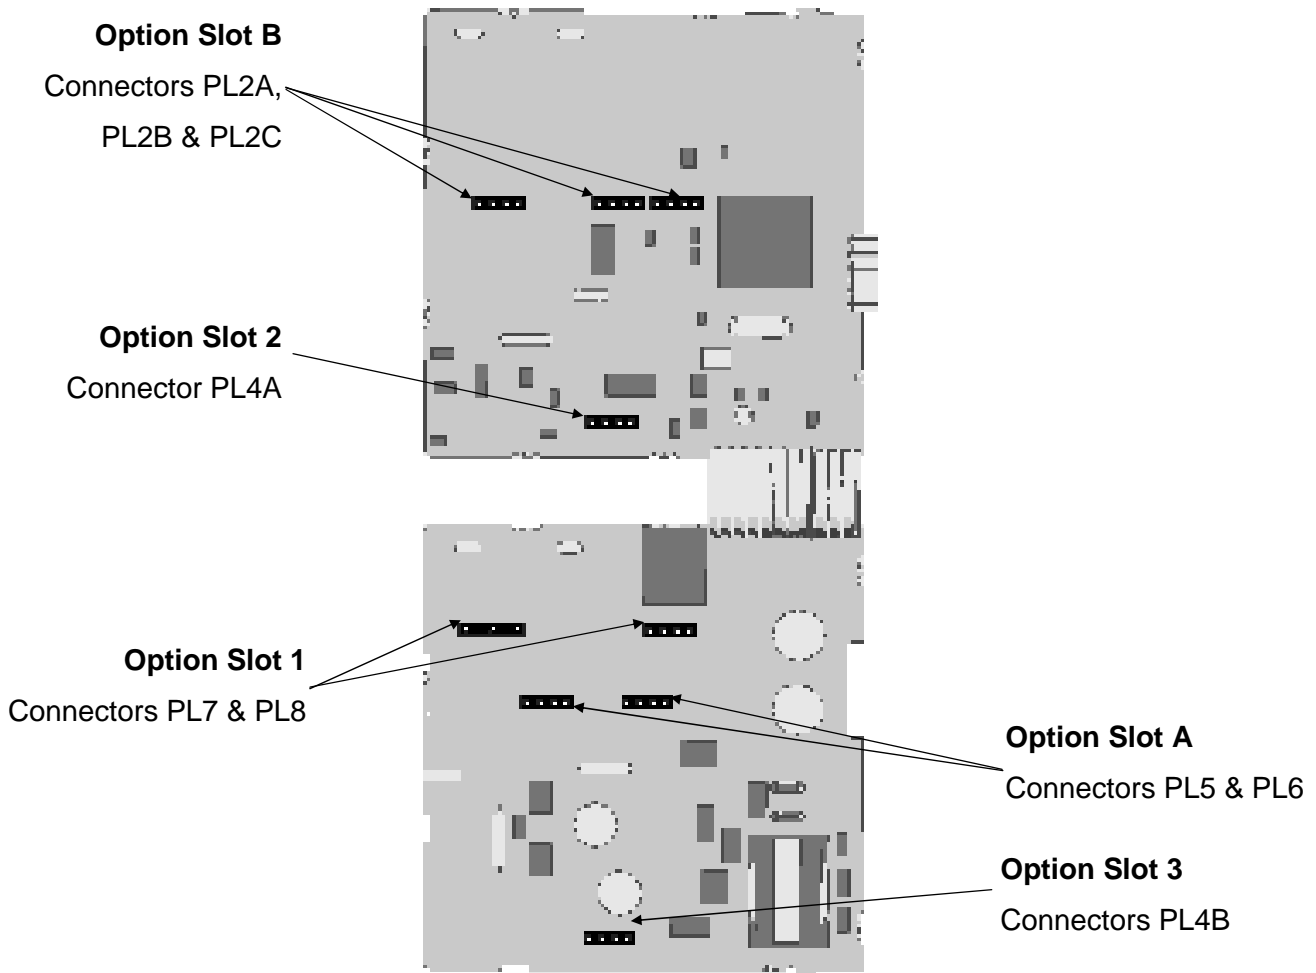 Option Slot B
Connectors PL2A,
PL2B & PL2C
Option Slot 2
Connector PL4A
Option Slot 1
Connectors PL7 & PL8
Option Slot A
Connectors PL5 & PL6
Option Slot 3
Connectors PL4B